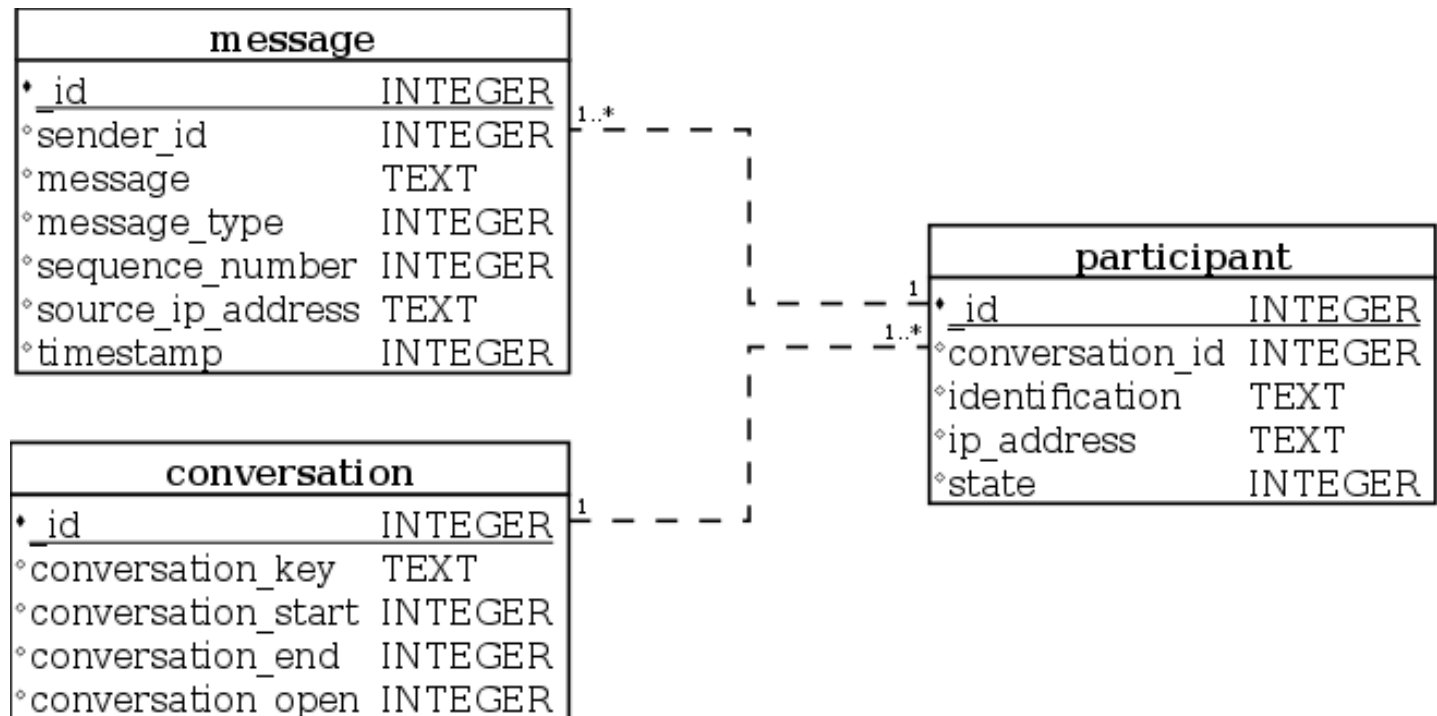 message
_id INTEGER
sender_id INTEGER
message TEXT
message_type INTEGER
sequence_number INTEGER
source_ip_address TEXT
timestamp INTEGER
1..*
1
1..*
1
participant
_id INTEGER
conversation_id INTEGER
identification TEXT
ip_address TEXT
state INTEGER
conversation
_id INTEGER
conversation_key TEXT
conversation_start INTEGER
conversation_end INTEGER
conversation_open INTEGER